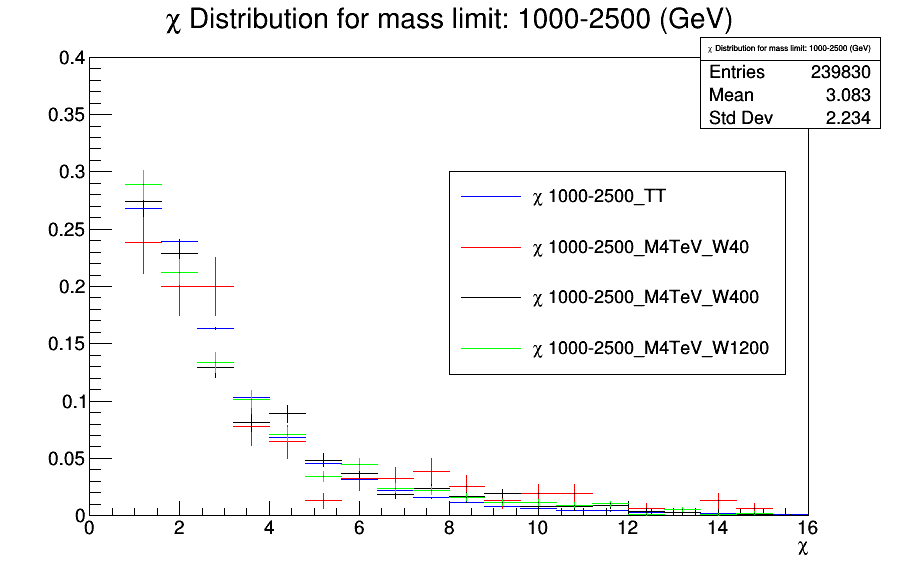 χ Distribution for mass limit: 1000-2500 (GeV)
χ Distribution for mass limit: 1000-2500 (GeV)
Entries 239830
Mean 3.083
Std Dev 2.234
0.4
0.35
0.3
0.25
0.2
0.15
0.1
0.05
0
χ 1000-2500_TT
χ 1000-2500_M4TeV_W40
χ 1000-2500_M4TeV_W400
χ 1000-2500_M4TeV_W1200
0 2 4 6 8 10 12 14 16
χ